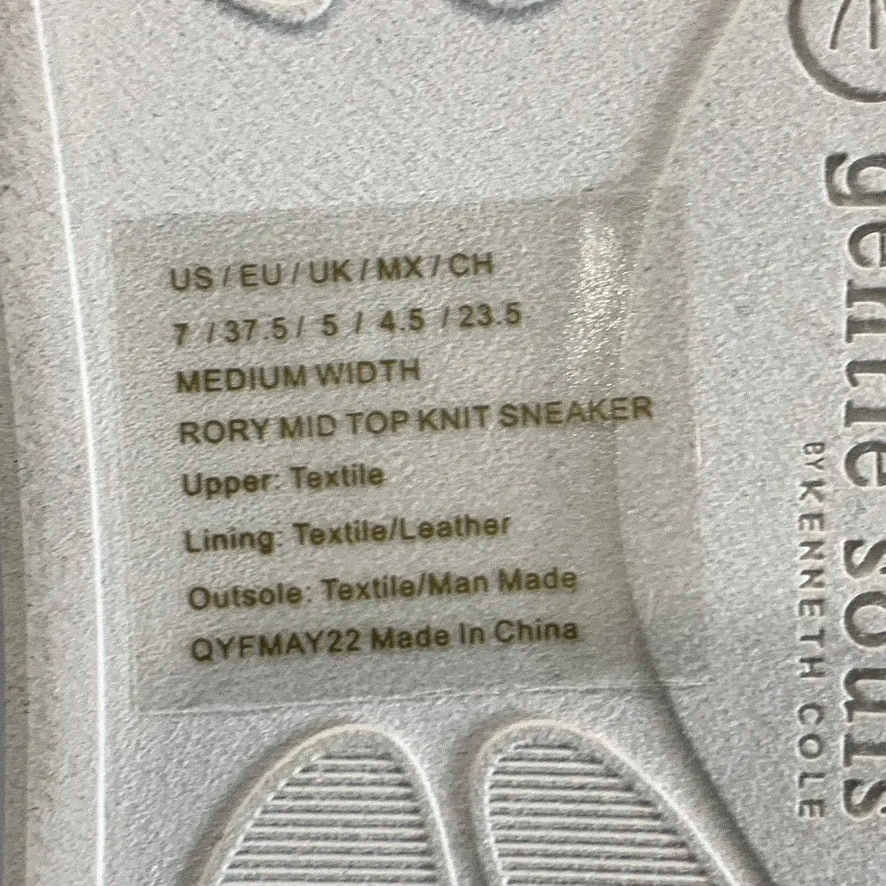 US / EU / UK / MX / CH
7 / 37.5 / 5 / 4.5 / 23.5
MEDIUM WIDTH
RORY MID TOP KNIT SNEAKER
Upper: Textile
Lining: Textile/Leather
Outsole: Textile/Man Made
QYFMAY22 Made In China
gentle souls
BY KENNETH COLE